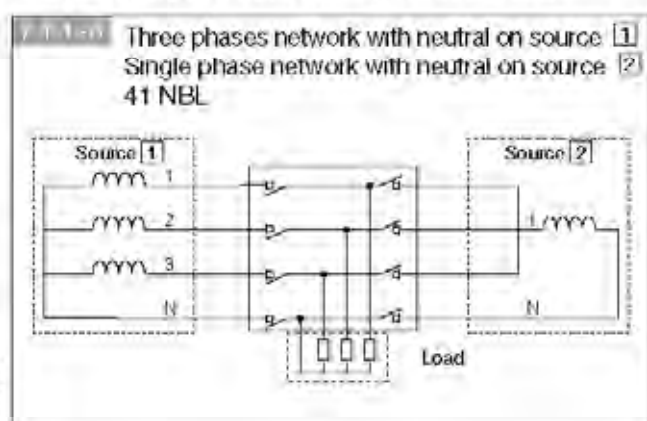 Three phases network with neutral on source 1
Single phase network with neutral on source 2
41 NBL
Source 1
Source 2
1
2
1
3
N
N
Load